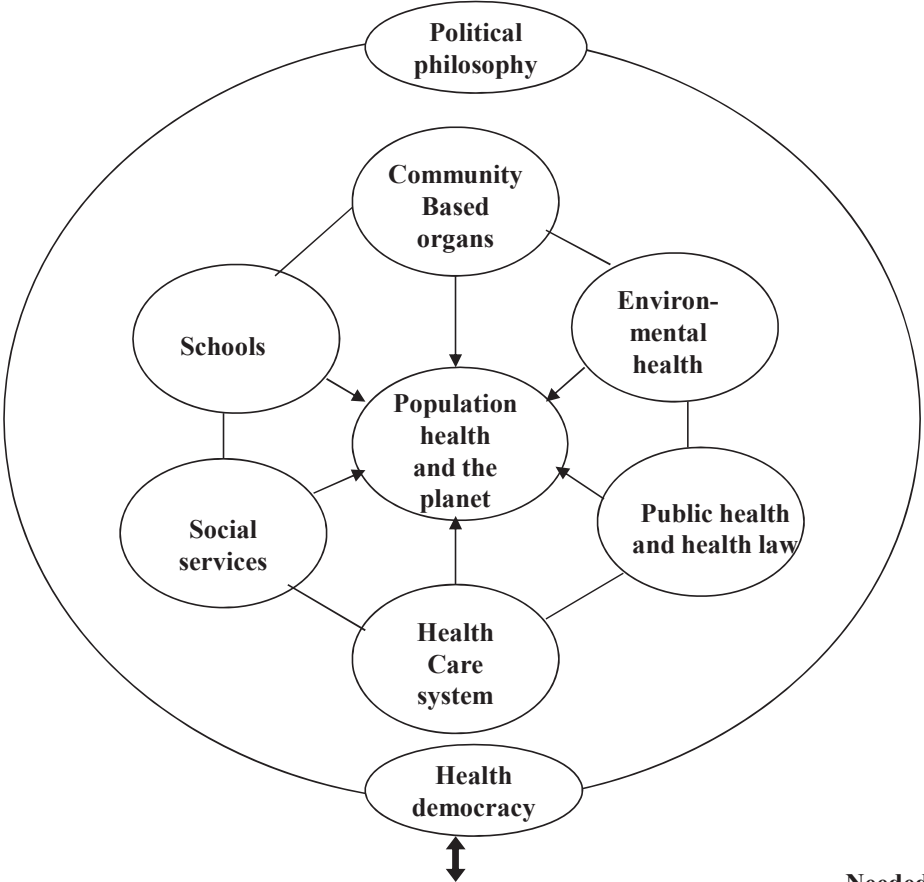 Political
philosophy
Community
Based
organs
Environ-
mental
health
Schools
Population
health
and the
planet
Public health
and health law
Social
services
Health
Care
system
Health
democracy
Needed